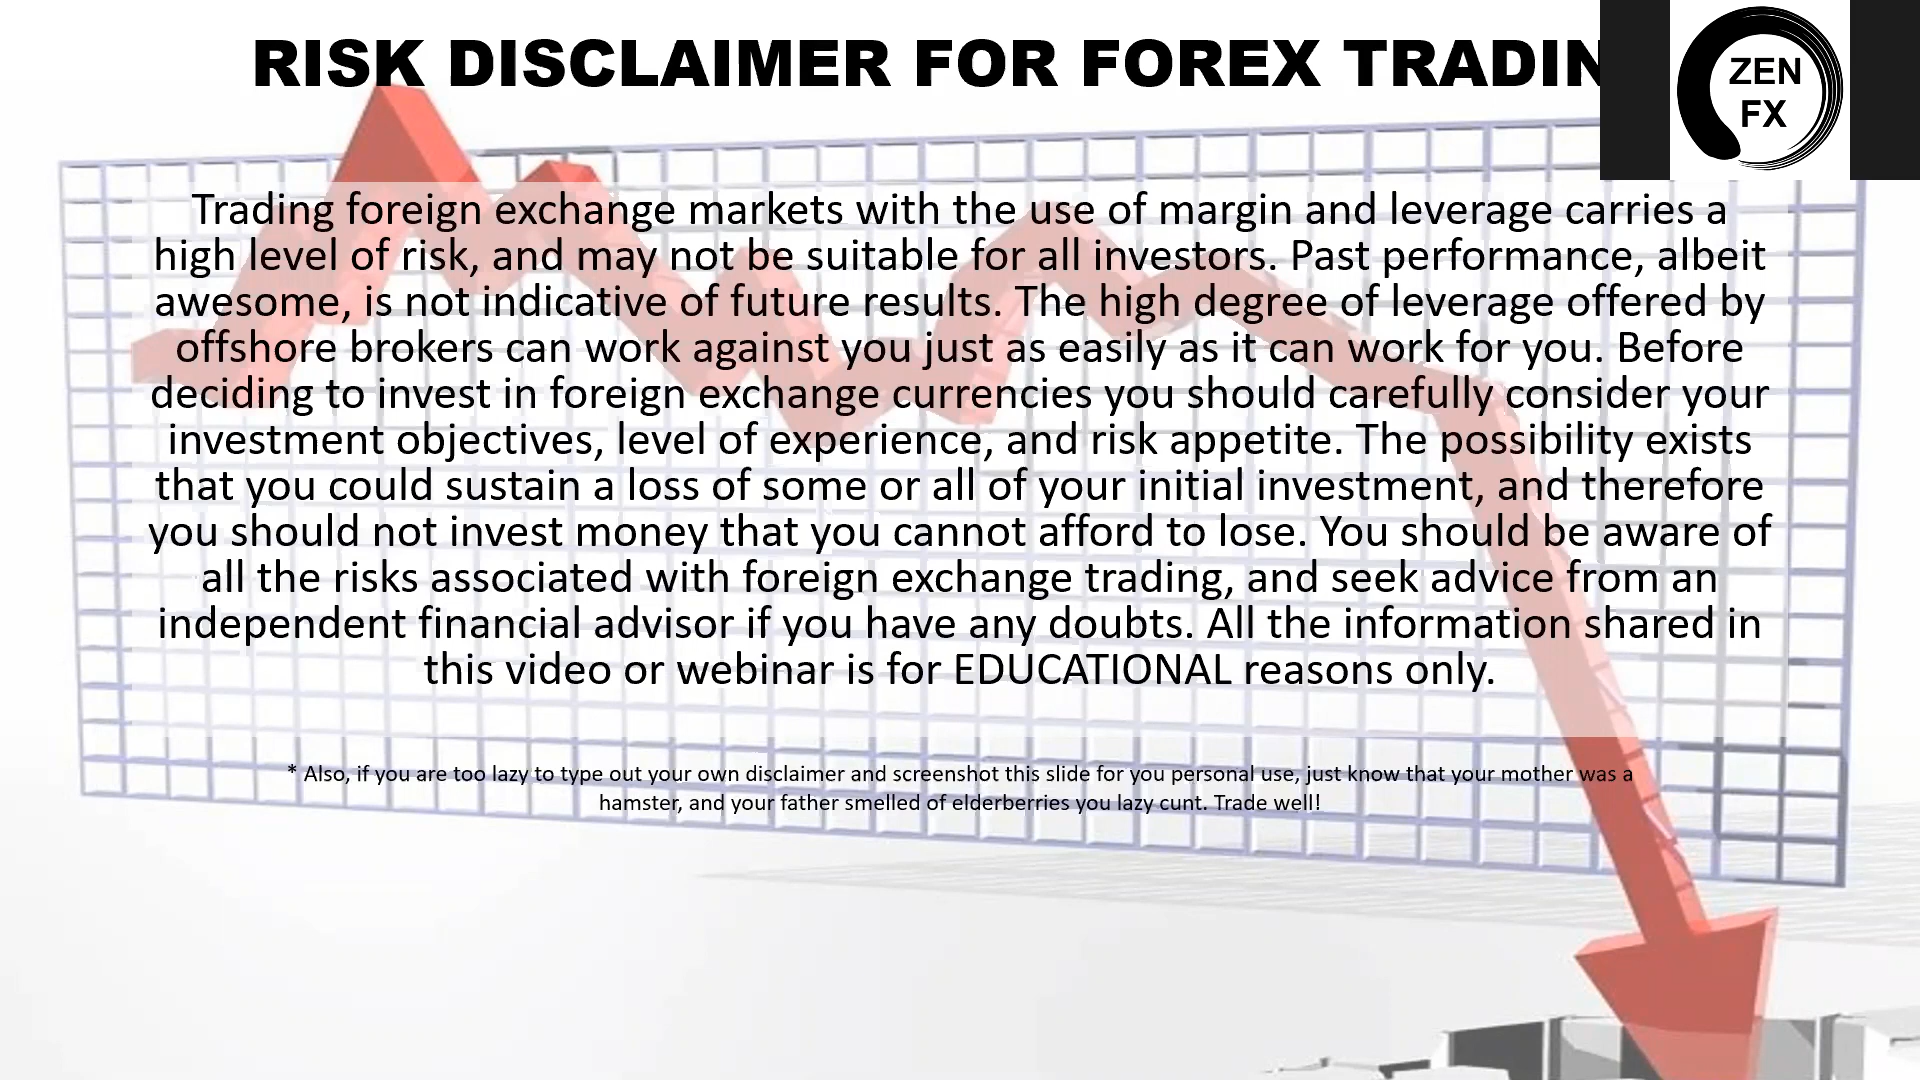 RISK DISCLAIMER FOR FOREX TRADIN
ZEN
FX
Trading foreign exchange markets with the use of margin and leverage carries a
high level of risk, and may not be suitable for all investors. Past performance, albeit
awesome, is not indicative of future results. The high degree of leverage offered by
offshore brokers can work against you just as easily as it can work for you. Before
deciding to invest in foreign exchange currencies you should carefully consider your
investment objectives, level of experience, and risk appetite. The possibility exists
that you could sustain a loss of some or all of your initial investment, and therefore
you should not invest money that you cannot afford to lose. You should be aware of
all the risks associated with foreign exchange trading, and seek advice from an
independent financial advisor if you have any doubts. All the information shared in
this video or webinar is for EDUCATIONAL reasons only.
* Also, if you are too lazy to type out your own disclaimer and screenshot this slide for you personal use, just know that your mother was a
hamster, and your father smelled of elderberries you lazy cunt. Trade well!